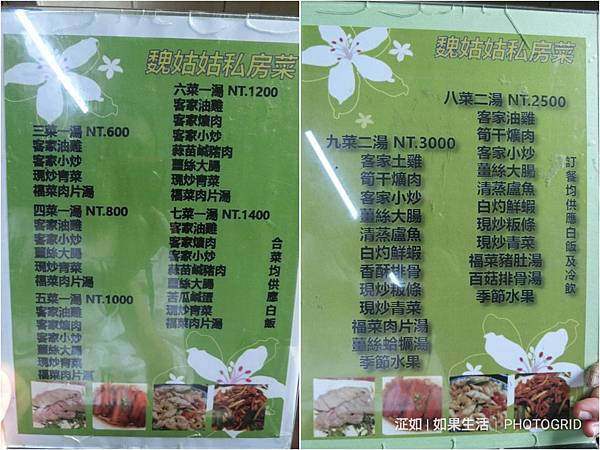 魏姑姑私房菜
三菜一湯 NT.600
客家油雞
客家小炒
現炒青菜
福菜肉片湯
四菜一湯 NT.800
客家油雞
客家小炒
薑絲大腸
現炒青菜
福菜肉片湯
五菜一湯 NT.1000
客家油雞
客家爌肉
客家小炒
薑絲大腸
現炒青菜
福菜肉片湯
六菜一湯 NT.1200
客家油雞
客家爌肉
客家小炒
蒜苗鹹豬肉
薑絲大腸
現炒青菜
福菜肉片湯
七菜一湯 NT.1400
客家油雞
客家爌肉
客家小炒
蒜苗鹹豬肉
薑絲大腸
苦瓜鹹蛋
現炒青菜
福菜肉片湯
合菜均供應白飯
魏姑姑私房菜
九菜二湯 NT.3000
客家土雞
筍干爌肉
客家小炒
薑絲大腸
清蒸盧魚
白灼鮮蝦
香酥排骨
現炒粄條
現炒青菜
福菜肉片湯
薑絲蛤蠣湯
季節水果
八菜二湯 NT.2500
客家油雞
筍干爌肉
客家小炒
薑絲大腸
清蒸盧魚
白灼鮮蝦
現炒粄條
現炒青菜
福菜豬肚湯
百菇排骨湯
季節水果
訂餐均供應白飯及冷飲
涩如 | 如果生活 | PHOTOGRID